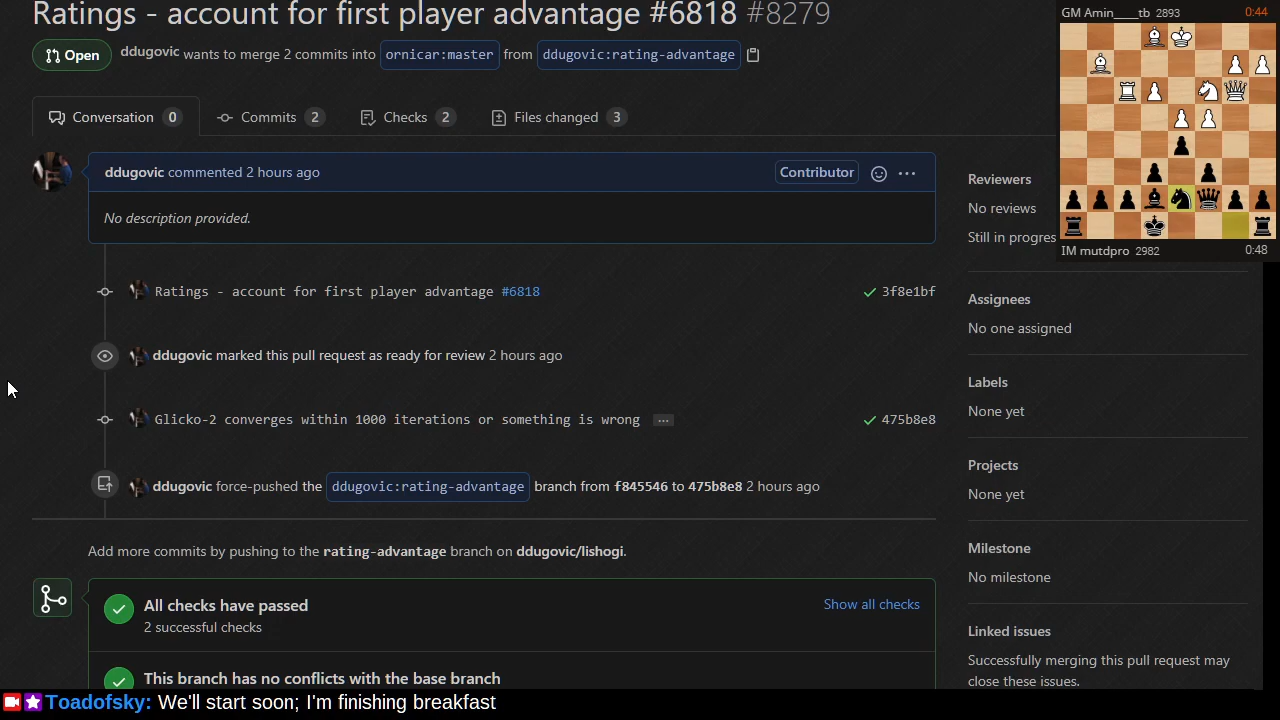 Ratings - account for first player advantage #6818 #8279
Open
ddugovic wants to merge 2 commits into ornicar:master from ddugovic:rating-advantage
Conversation 0
Commits 2
Checks 2
Files changed 3
ddugovic commented 2 hours ago
Contributor
No description provided.
Ratings - account for first player advantage #6818
3f8e1bf
ddugovic marked this pull request as ready for review 2 hours ago
Glicko-2 converges within 1000 iterations or something is wrong ...
475b8e8
ddugovic force-pushed the ddugovic:rating-advantage branch from f845546 to 475b8e8 2 hours ago
Add more commits by pushing to the rating-advantage branch on ddugovic/lishogi.
All checks have passed
Show all checks
2 successful checks
This branch has no conflicts with the base branch
GM Amin____tb 2893
0:44
IM mutdpro 2982
0:48
Reviewers
No reviews
Still in progres
Assignees
No one assigned
Labels
None yet
Projects
None yet
Milestone
No milestone
Linked issues
Successfully merging this pull request may
close these issues.
Toadofsky: We'll start soon; I'm finishing breakfast